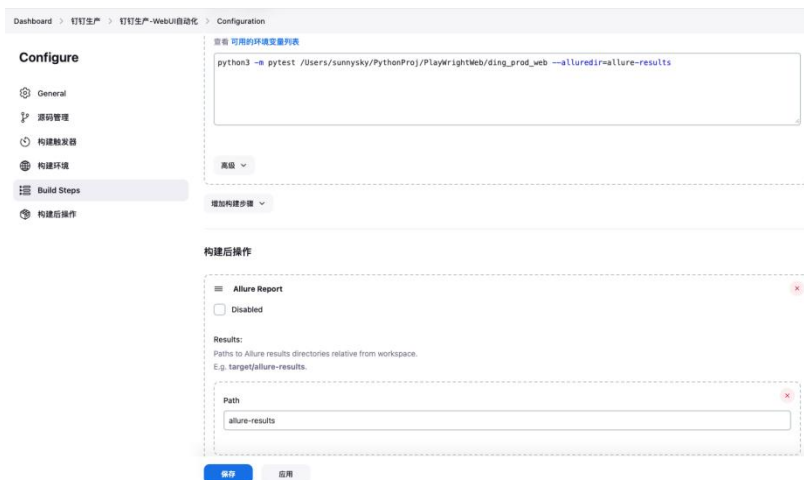 Dashboard > 钉钉生产 > 钉钉生产-WebUI自动化 > Configuration
Configure
General
源码管理
构建触发器
构建环境
Build Steps
构建后操作
查看 可用的环境变量列表
python3 -m pytest /Users/sunnysky/PythonProj/PlayWrightWeb/ding_prod_web --alluredir=allure-results
高级
增加构建步骤
构建后操作
Allure Report
Disabled
Results:
Paths to Allure results directories relative from workspace.
E.g. target/allure-results.
Path
allure-results
保存
应用